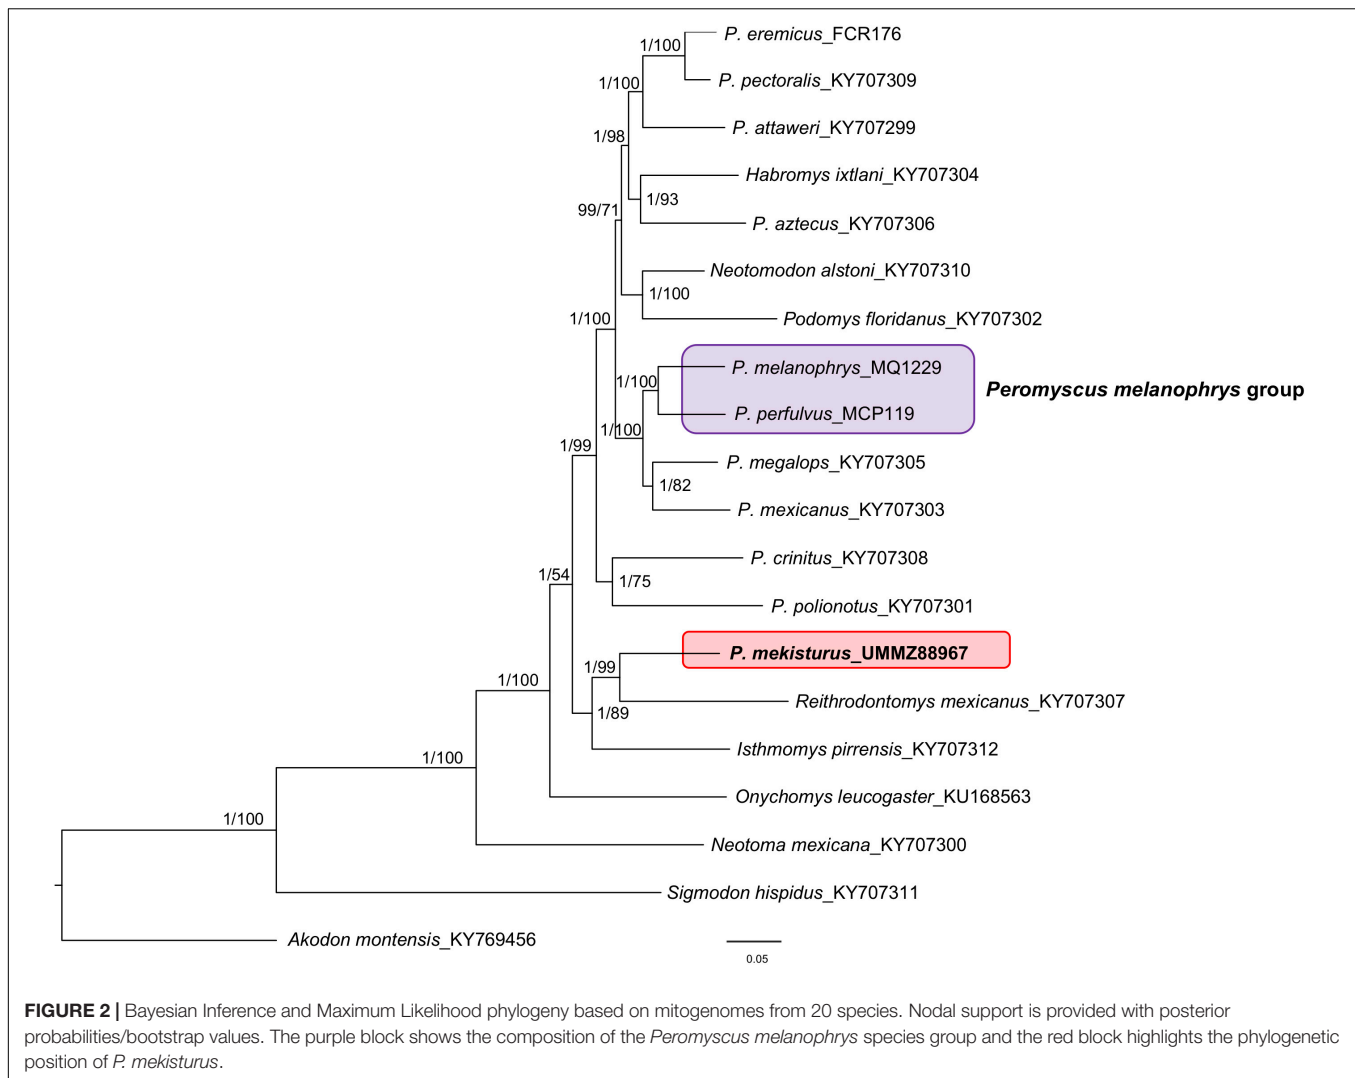 P. eremicus_FCR176
1/100
P. pectoralis_KY707309
1/100
P. attaweri_KY707299
1/98
Habromys ixtlani_KY707304
1/93
99/71
P. aztecus_KY707306
Neotomodon alstoni_KY707310
1/100
1/100
Podomys floridanus_KY707302
P. melanophrys_MQ1229
1/100
Peromyscus melanophrys group
P. perfulvus_MCP119
1/100
1/99
P. megalops_KY707305
1/82
P. mexicanus_KY707303
P. crinitus_KY707308
1/54
1/75
P. polionotus_KY707301
P. mekisturus_UMMZ88967
1/99
1/100
Reithrodontomys mexicanus_KY707307
1/89
Isthmomys pirrensis_KY707312
1/100
Onychomys leucogaster_KU168563
1/100
Neotoma mexicana_KY707300
Sigmodon hispidus_KY707311
Akodon montensis_KY769456
0.05
FIGURE 2 | Bayesian Inference and Maximum Likelihood phylogeny based on mitogenomes from 20 species. Nodal support is provided with posterior
probabilities/bootstrap values. The purple block shows the composition of the Peromyscus melanophrys species group and the red block highlights the phylogenetic
position of P. mekisturus.